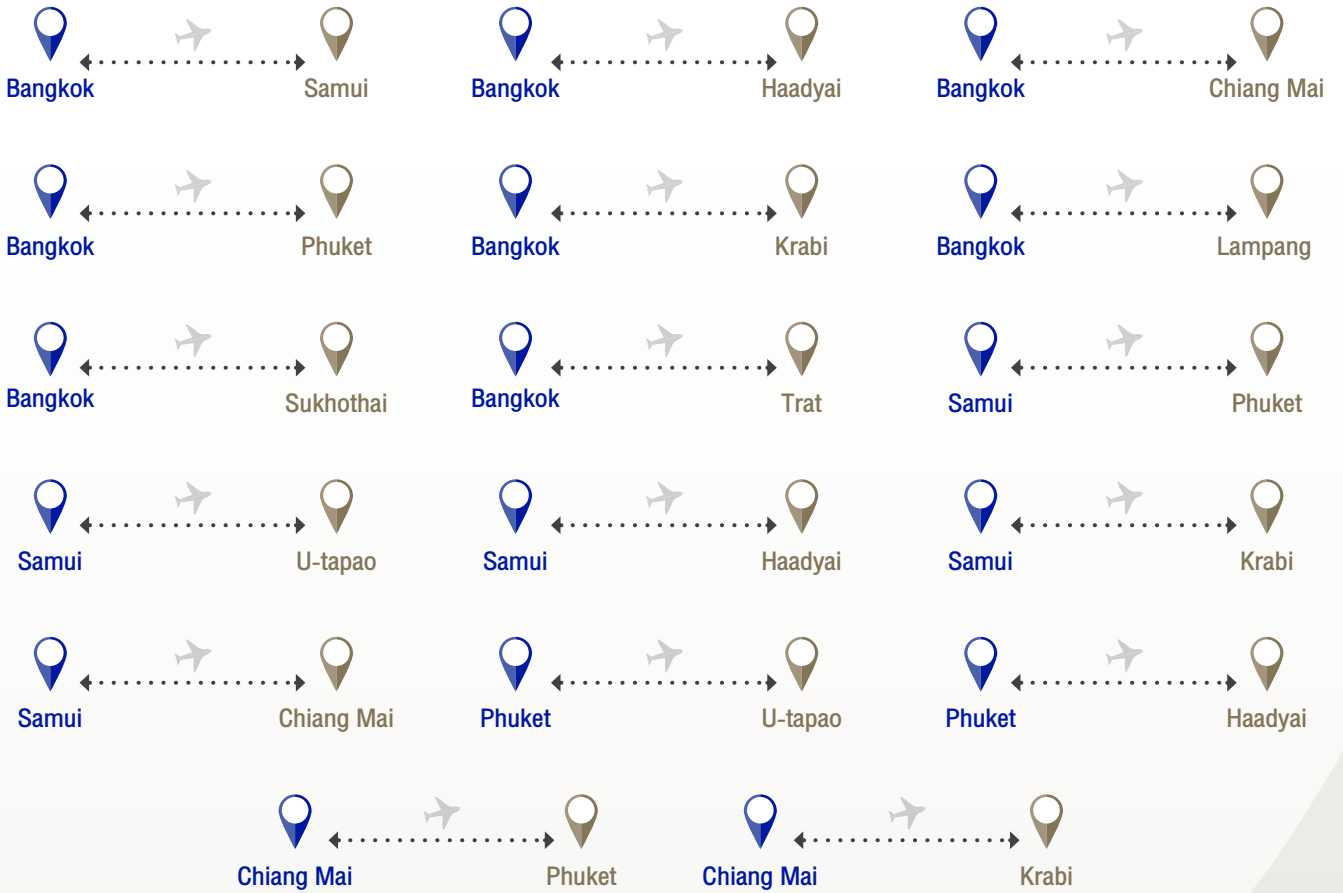 Bangkok Samui Bangkok Haadyai Bangkok Chiang Mai
Bangkok Phuket Bangkok Krabi Bangkok Lampang
Bangkok Sukhothai Bangkok Trat Samui Phuket
Samui U-tapao Samui Haadyai Samui Krabi
Samui Chiang Mai Phuket U-tapao Phuket Haadyai
Chiang Mai Phuket Chiang Mai Krabi